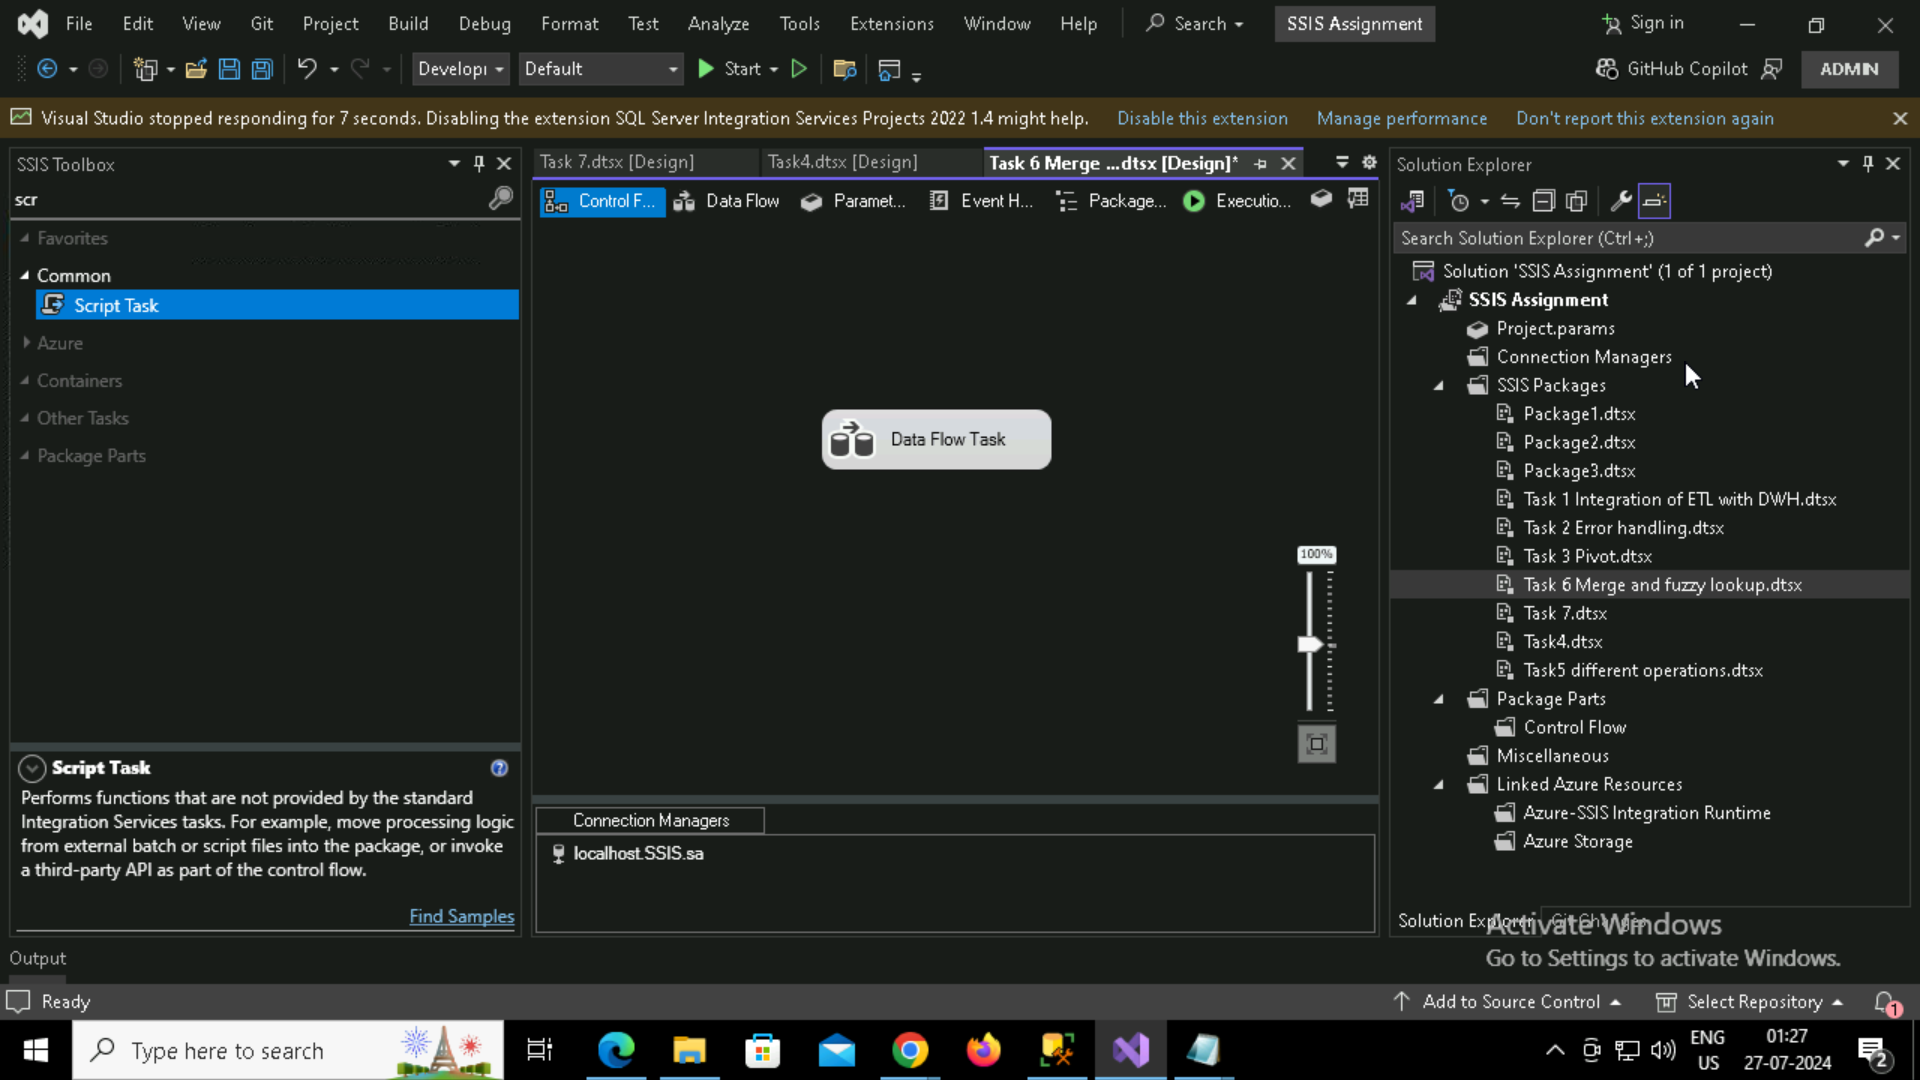 File Edit View Git Project Build Debug Format Test Analyze Tools Extensions Window Help Search SSIS Assignment Sign in
Developi Default Start GitHub Copilot ADMIN
Visual Studio stopped responding for 7 seconds. Disabling the extension SQL Server Integration Services Projects 2022 1.4 might help. Disable this extension Manage performance Don't report this extension again
SSIS Toolbox
scr
Favorites
Common
Script Task
Azure
Containers
Other Tasks
Package Parts
Script Task
Performs functions that are not provided by the standard
Integration Services tasks. For example, move processing logic
from external batch or script files into the package, or invoke
a third-party API as part of the control flow.
Find Samples
Task 7.dtsx [Design] Task4.dtsx [Design] Task 6 Merge ...dtsx [Design]*
Control F... Data Flow Paramet... Event H... Package... Executio...
Data Flow Task
100%
Connection Managers
localhost.SSIS.sa
Solution Explorer
Search Solution Explorer (Ctrl+;)
Solution 'SSIS Assignment' (1 of 1 project)
SSIS Assignment
Project.params
Connection Managers
SSIS Packages
Package1.dtsx
Package2.dtsx
Package3.dtsx
Task 1 Integration of ETL with DWH.dtsx
Task 2 Error handling.dtsx
Task 3 Pivot.dtsx
Task 6 Merge and fuzzy lookup.dtsx
Task 7.dtsx
Task4.dtsx
Task5 different operations.dtsx
Package Parts
Control Flow
Miscellaneous
Linked Azure Resources
Azure-SSIS Integration Runtime
Azure Storage
Solution Explorer Git Changes
Activate Windows
Go to Settings to activate Windows.
Output
Ready Add to Source Control Select Repository 1
Type here to search ENG US 01:27 27-07-2024 2